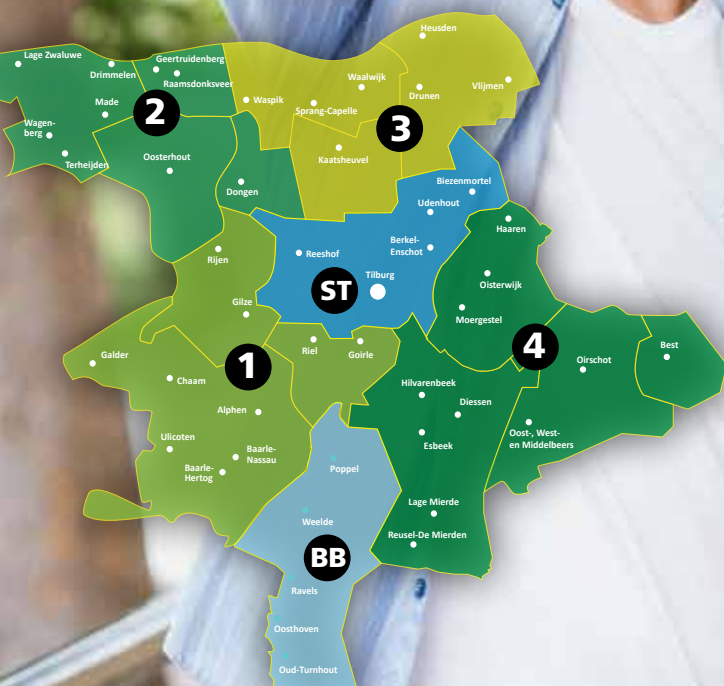 Heusden
Lage Zwaluwe
Geertruidenberg
Drimmelen
Raamsdonksveer
Waalwijk
Vlijmen
Made
Waspik
Drunen
2
Sprang-Capelle
Wagen-
berg
3
Terheijden
Oosterhout
Kaatsheuvel
Dongen
Biezenmortel
Udenhout
Haaren
Rijen
Reeshof
Berkel-
Enschot
Tilburg
ST
Oisterwijk
Gilze
Moergestel
Galder
Riel
Goirle
4
Oirschot
Best
1
Chaam
Hilvarenbeek
Alphen
Diessen
Ulicoten
Esbeek
Oost-, West-
en Middelbeers
Baarle-
Nassau
Baarle-
Hertog
Poppel
Lage Mierde
Weelde
Reusel-De Mierden
BB
Ravels
Oosthoven
Oud-Turnhout